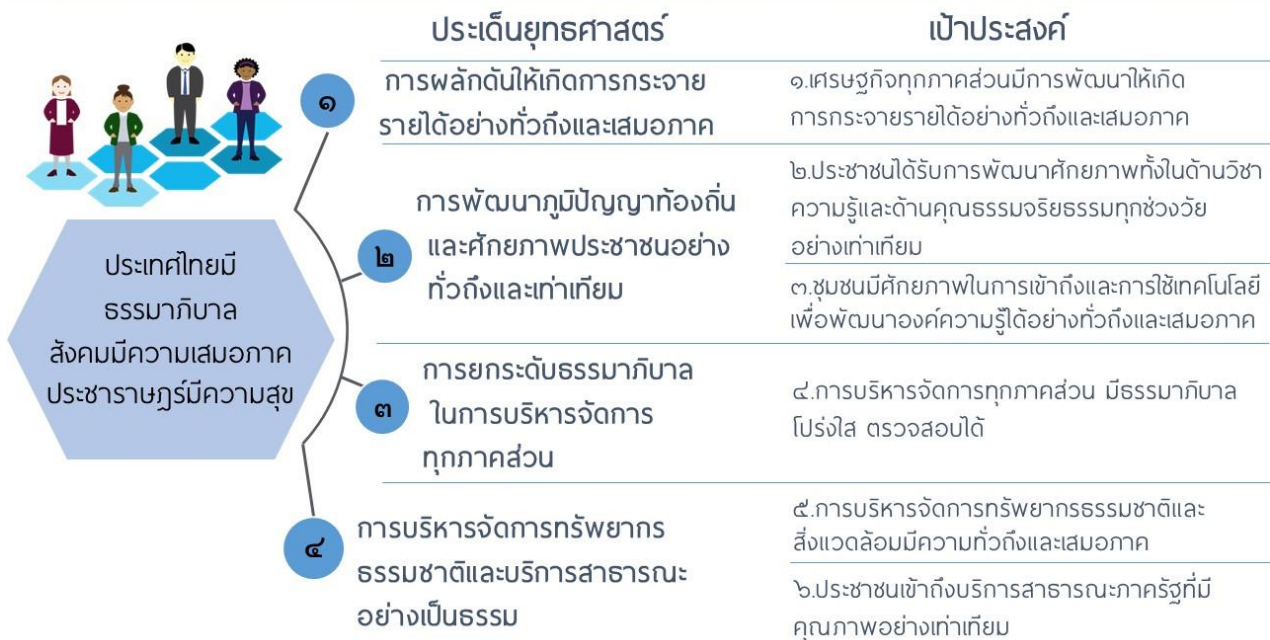 ประเด็นยุทธศาสตร์
เป้าประสงค์
ประเทศไทยมี
ธรรมาภิบาล
สังคมมีความเสมอภาค
ประชาราษฎร์มีความสุข
๑
การผลักดันให้เกิดการกระจาย
รายได้อย่างทั่วถึงและเสมอภาค
๑.เศรษฐกิจทุกภาคส่วนมีการพัฒนาให้เกิด
การกระจายรายได้อย่างทั่วถึงและเสมอภาค
๒
การพัฒนาภูมิปัญญาท้องถิ่น
และศักยภาพประชาชนอย่าง
ทั่วถึงและเท่าเทียม
๒.ประชาชนได้รับการพัฒนาศักยภาพทั้งในด้านวิชา
ความรู้และด้านคุณธรรมจริยธรรมทุกช่วงวัย
อย่างเท่าเทียม
๓.ชุมชนมีศักยภาพในการเข้าถึงและการใช้เทคโนโลยี
เพื่อพัฒนาองค์ความรู้ได้อย่างทั่วถึงและเสมอภาค
๓
การยกระดับธรรมาภิบาล
ในการบริหารจัดการ
ทุกภาคส่วน
๔.การบริหารจัดการทุกภาคส่วน มีธรรมาภิบาล
โปร่งใส ตรวจสอบได้
๔
การบริหารจัดการทรัพยากร
ธรรมชาติและบริการสาธารณะ
อย่างเป็นธรรม
๕.การบริหารจัดการทรัพยากรธรรมชาติและ
สิ่งแวดล้อมมีความทั่วถึงและเสมอภาค
๖.ประชาชนเข้าถึงบริการสาธารณะภาครัฐที่มี
คุณภาพอย่างเท่าเทียม